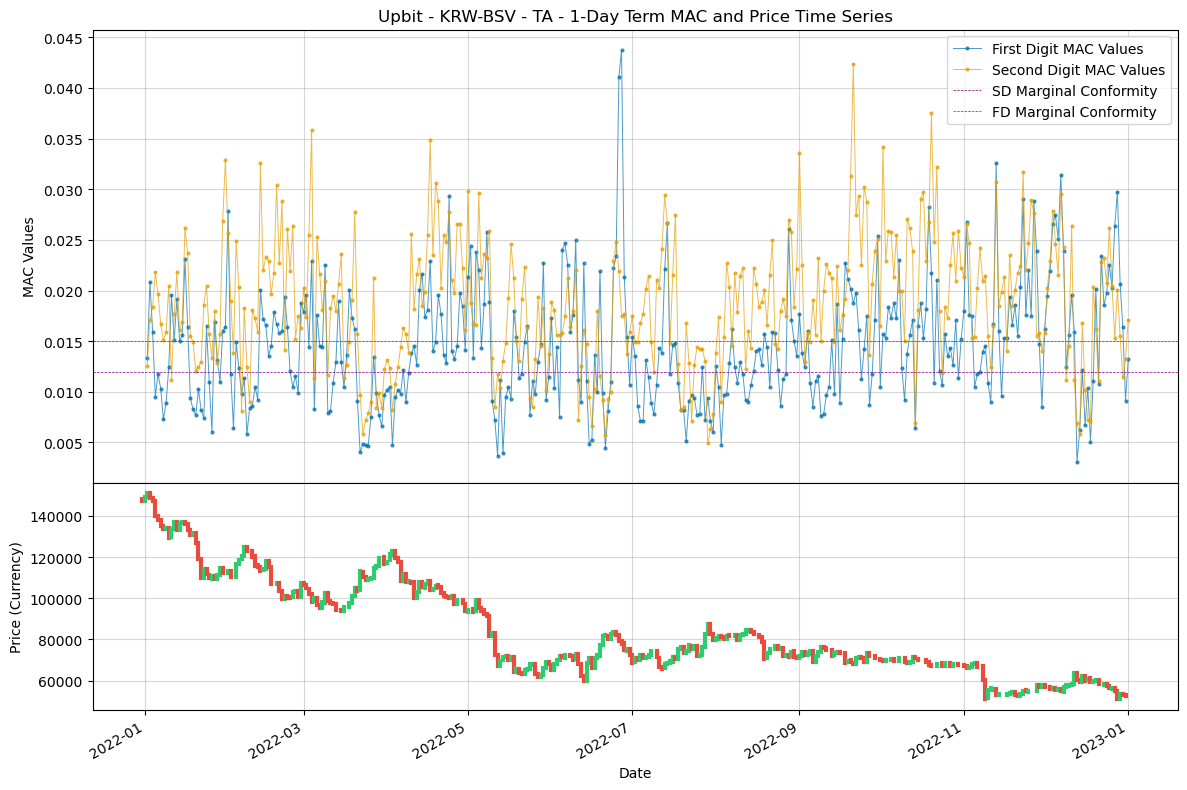 Upbit - KRW-BSV - TA - 1-Day Term MAC and Price Time Series
MAC Values
0.045
0.040
0.035
0.030
0.025
0.020
0.015
0.010
0.005
First Digit MAC Values
Second Digit MAC Values
SD Marginal Conformity
FD Marginal Conformity
Price (Currency)
140000
120000
100000
80000
60000
2022-01
2022-03
2022-05
2022-07
2022-09
2022-11
2023-01
Date